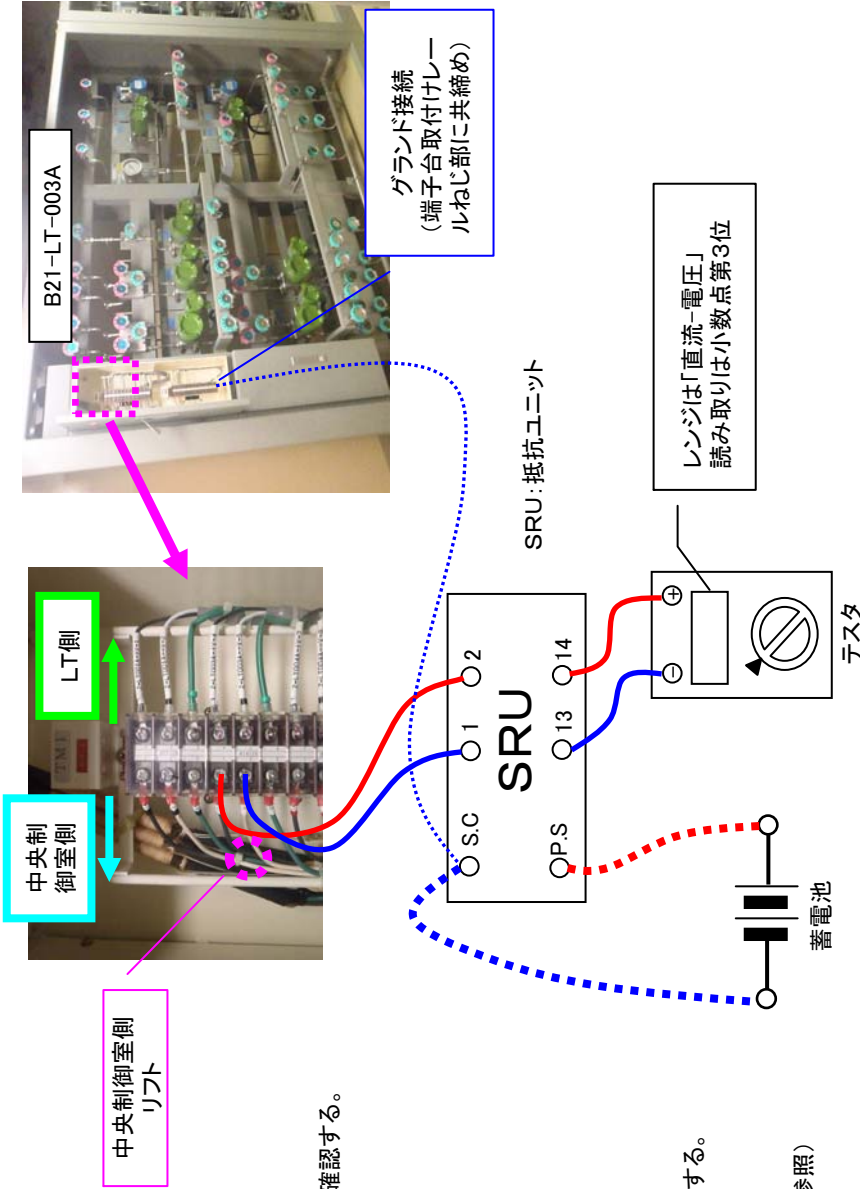 中央制御室側
リフト
中央制
御室側
LT側
TM1
B21-LT-003A
グランド接続
(端子台取付けレー
ルねじ部に共締め)
S.C
1
2
SRU
P.S
13
14
SRU:抵抗ユニット
蓄電池
－
＋
テスタ
レンジは「直流-電圧」
読み取りは小数点第3位
確認する。
する。
参照)